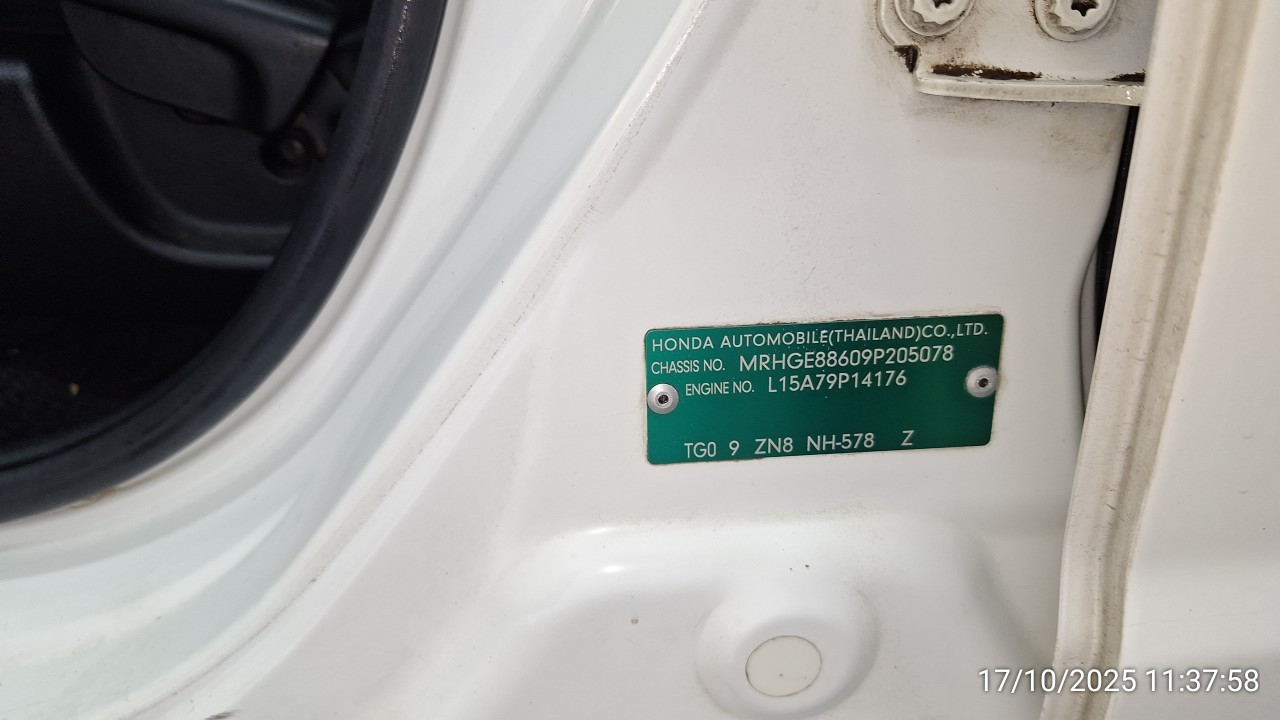 HONDA AUTOMOBILE(THAILAND)CO.,LTD.
CHASSIS NO. MRHGE88609P205078
ENGINE NO. L15A79P14176
TG0 9 ZN8 NH-578 Z
17/10/2025 11:37:58